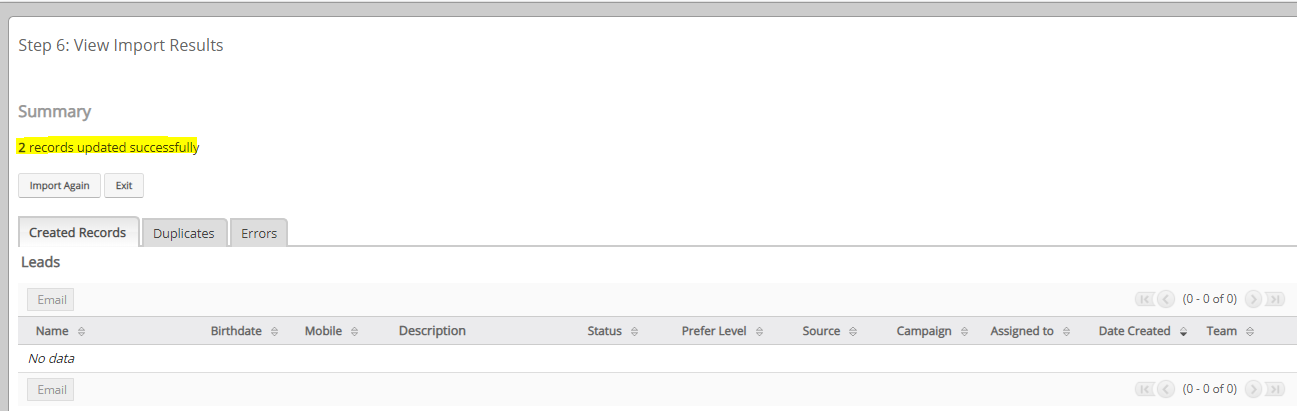 Step 6: View Import Results
Summary
2 records updated successfully
Import Again Exit
Created Records Duplicates Errors
Leads
Email (0 - 0 of 0)
Name Birthdate Mobile Description Status Prefer Level Source Campaign Assigned to Date Created Team
No data
Email (0 - 0 of 0)